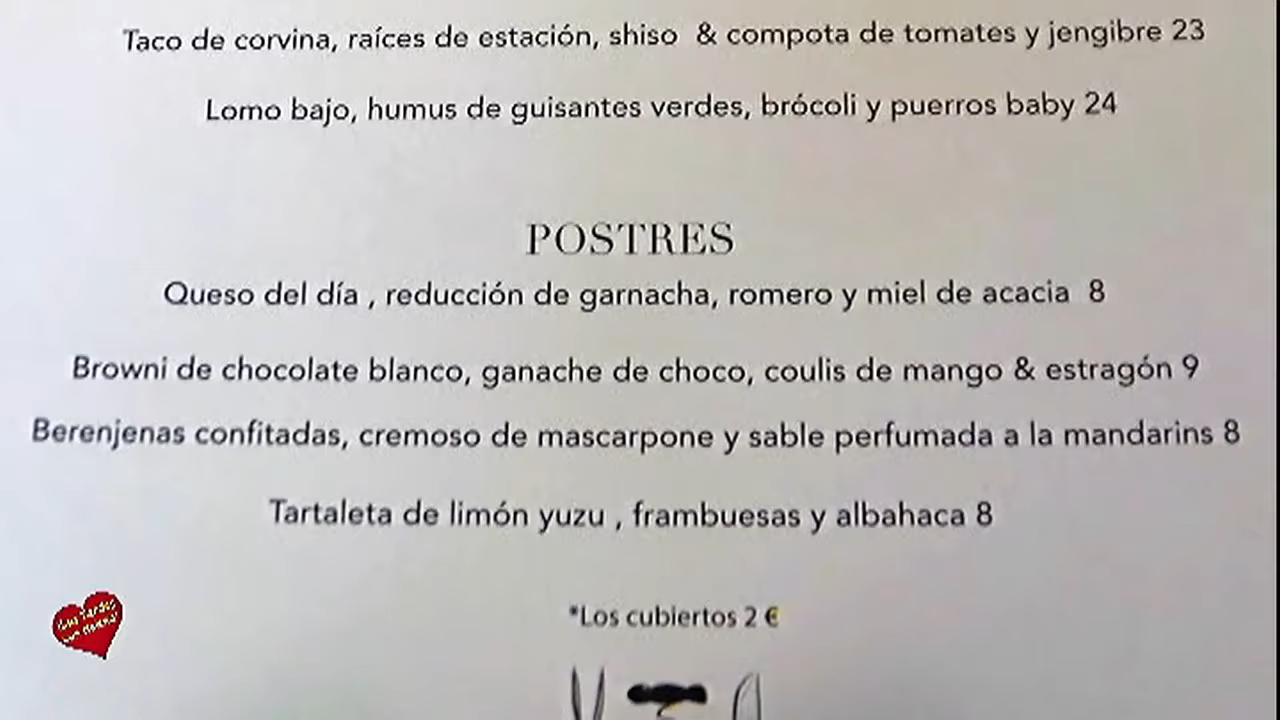 Taco de corvina, raíces de estación, shiso & compota de tomates y jengibre 23
Lomo bajo, humus de guisantes verdes, brócoli y puerros baby 24
POSTRES
Queso del día , reducción de garnacha, romero y miel de acacia 8
Browni de chocolate blanco, ganache de choco, coulis de mango & estragón 9
Berenjenas confitadas, cremoso de mascarpone y sable perfumada a la mandarins 8
Tartaleta de limón yuzu , frambuesas y albahaca 8
*Los cubiertos 2 €